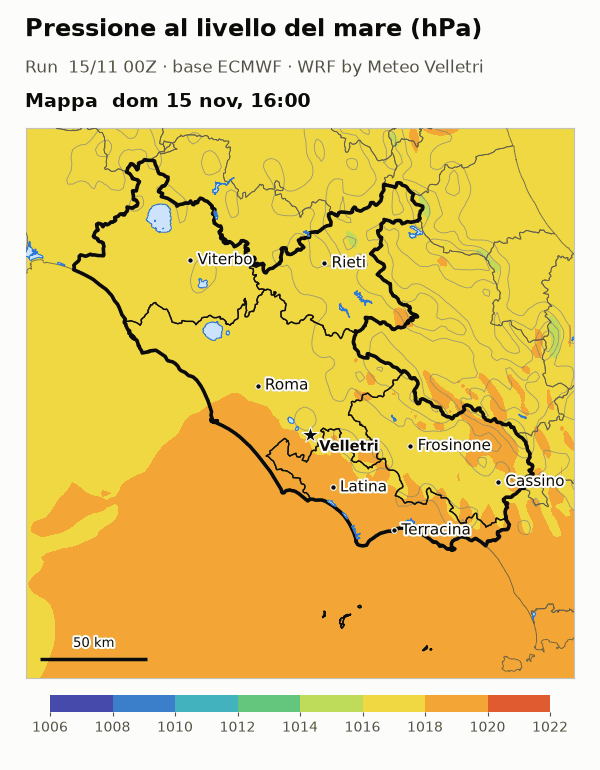 Pressione al livello del mare (hPa)
Run  15/11 00Z · base ECMWF · WRF by Meteo Velletri
Mappa  dom 15 nov, 16:00
Viterbo
Rieti
Roma
Velletri
Frosinone
Cassino
Latina
Terracina
50 km
1006 1008 1010 1012 1014 1016 1018 1020 1022